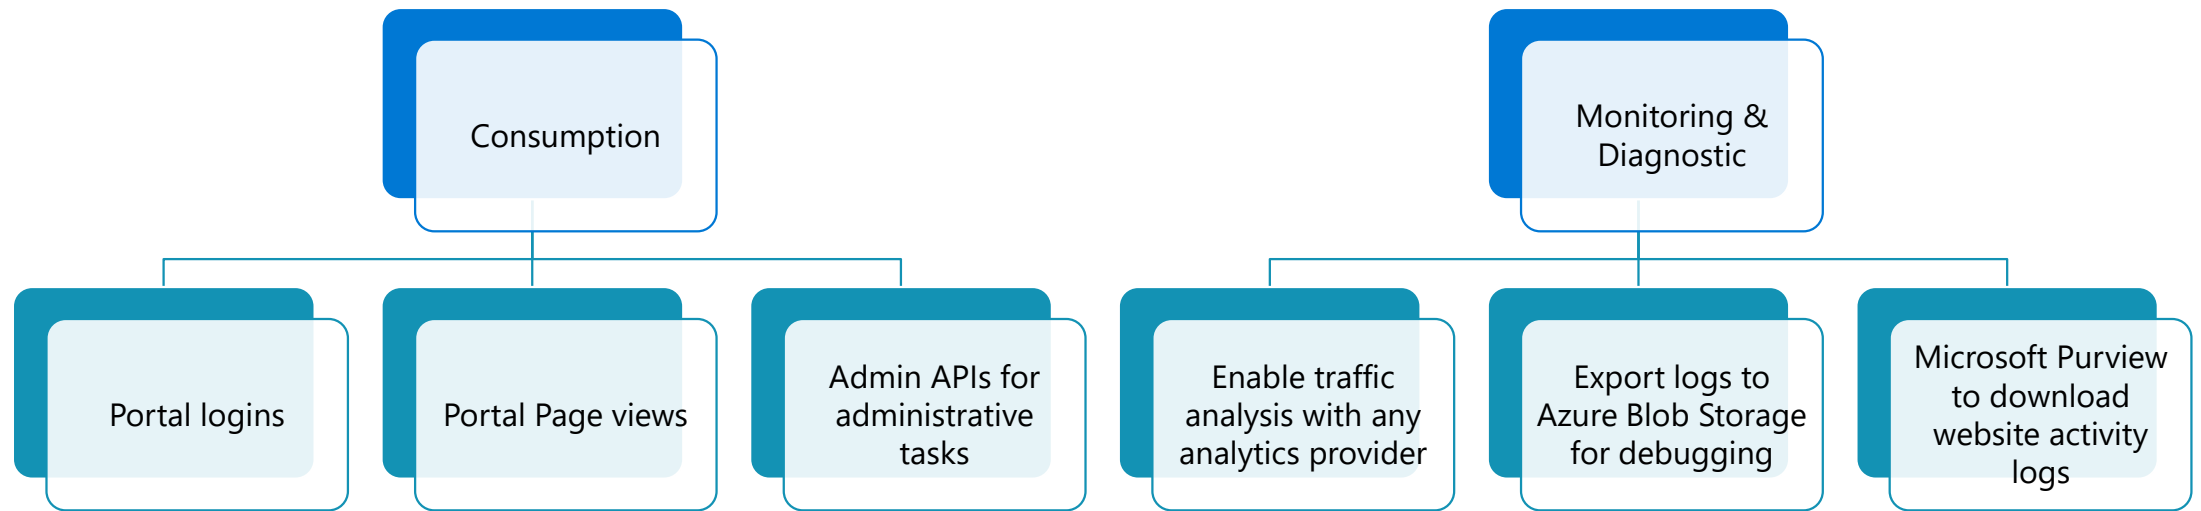 Consumption
Monitoring &
Diagnostic
Portal logins
Portal Page views
Admin APIs for
administrative
tasks
Enable traffic
analysis with any
analytics provider
Export logs to
Azure Blob Storage
for debugging
Microsoft Purview
to download
website activity
logs